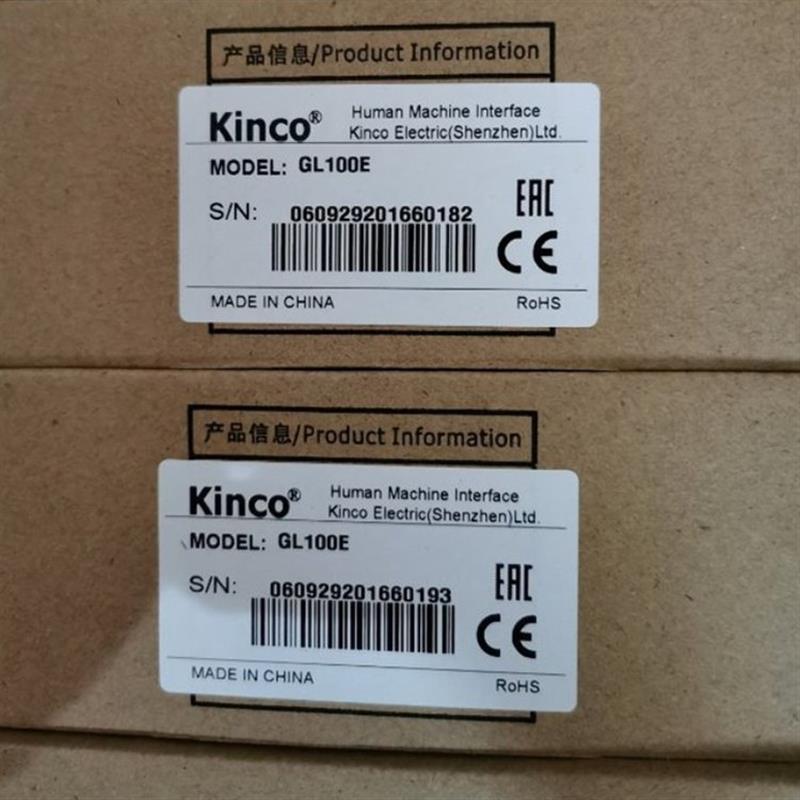 产品信息/Product Information
Kinco® Human Machine Interface
Kinco Electric(Shenzhen)Ltd.
MODEL: GL100E
S/N: 060929201660182
EAC
CE
MADE IN CHINA RoHS
产品信息/Product Information
Kinco® Human Machine Interface
Kinco Electric(Shenzhen)Ltd.
MODEL: GL100E
S/N: 060929201660193
EAC
CE
MADE IN CHINA RoHS